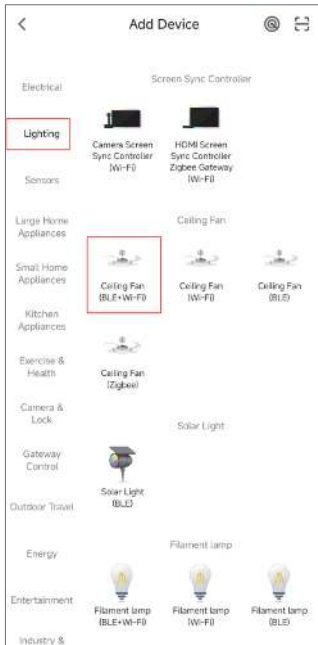 Add Device
Electrical
Lighting
Sensors
Large Home
Appliances
Small Home
Appliances
Kitchen
Appliances
Exercise &
Health
Camera &
Lock
Gateway
Control
Outdoor Travel
Energy
Entertainment
Industry &
Screen Sync Controller
Camera Screen
Sync Controller
(Wi-Fi)
HDMI Screen
Sync Controller
Zigbee Gateway
(Wi-Fi)
Ceiling Fan
Ceiling Fan
(BLE+Wi-Fi)
Ceiling Fan
(Wi-Fi)
Ceiling Fan
(BLE)
Ceiling Fan
(Zigbee)
Solar Light
Solar Light
(BLE)
Filament lamp
Filament lamp
(BLE+Wi-Fi)
Filament lamp
(Wi-Fi)
Filament lamp
(BLE)